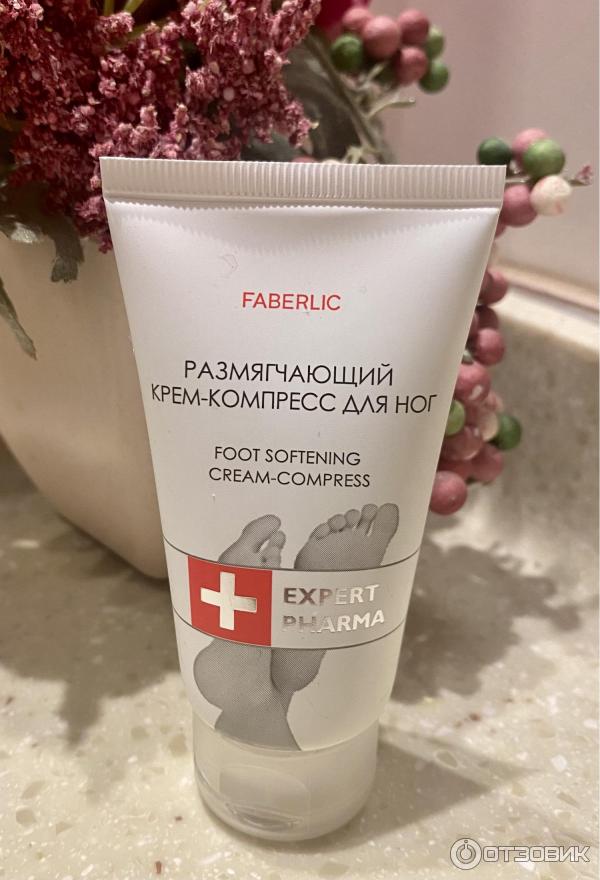 FABERLIC
РАЗМЯГЧАЮЩИЙ
КРЕМ-КОМПРЕСС ДЛЯ НОГ
FOOT SOFTENING
CREAM-COMPRESS
EXPERT
PHARMA
ОТЗОВИК